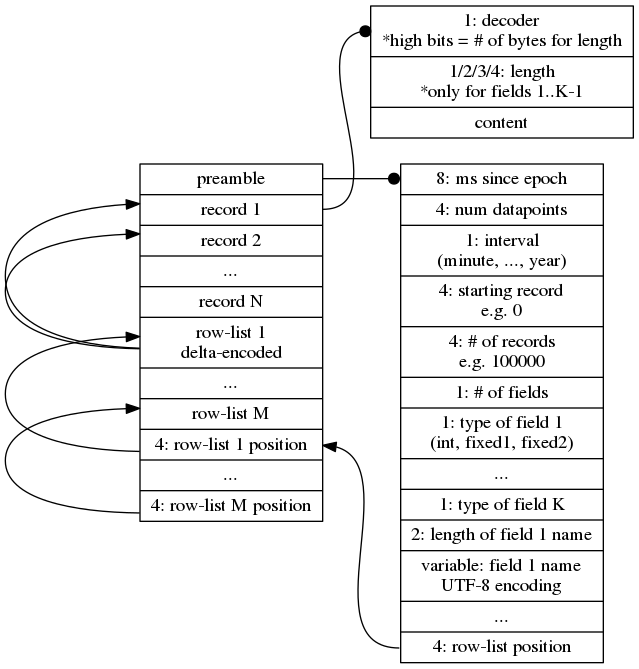 1: decoder
*high bits = # of bytes for length
1/2/3/4: length
*only for fields 1..K-1
content
preamble
record 1
record 2
...
record N
row-list 1
delta-encoded
...
row-list M
4: row-list 1 position
...
4: row-list M position
8: ms since epoch
4: num datapoints
1: interval
(minute, ..., year)
4: starting record
e.g. 0
4: # of records
e.g. 100000
1: # of fields
1: type of field 1
(int, fixed1, fixed2)
...
1: type of field K
2: length of field 1 name
variable: field 1 name
UTF-8 encoding
...
4: row-list position